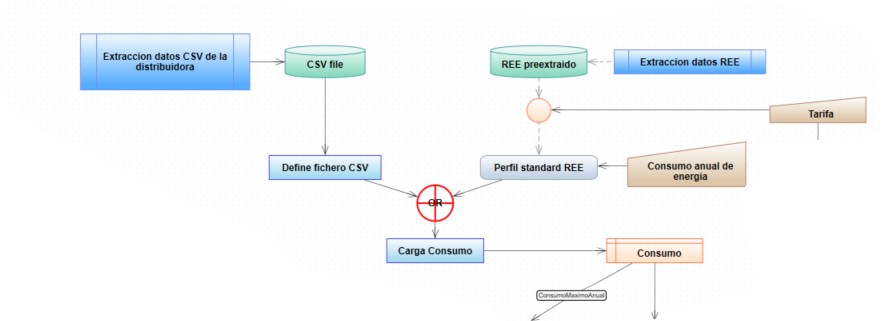 Extraccion datos CSV de la
distribuidora
CSV file
REE preextraido
Extraccion datos REE
Tarifa
Define fichero CSV
Perfil standard REE
Consumo anual de
energia
OR
Carga Consumo
Consumo
ConsumoMaximoAnual